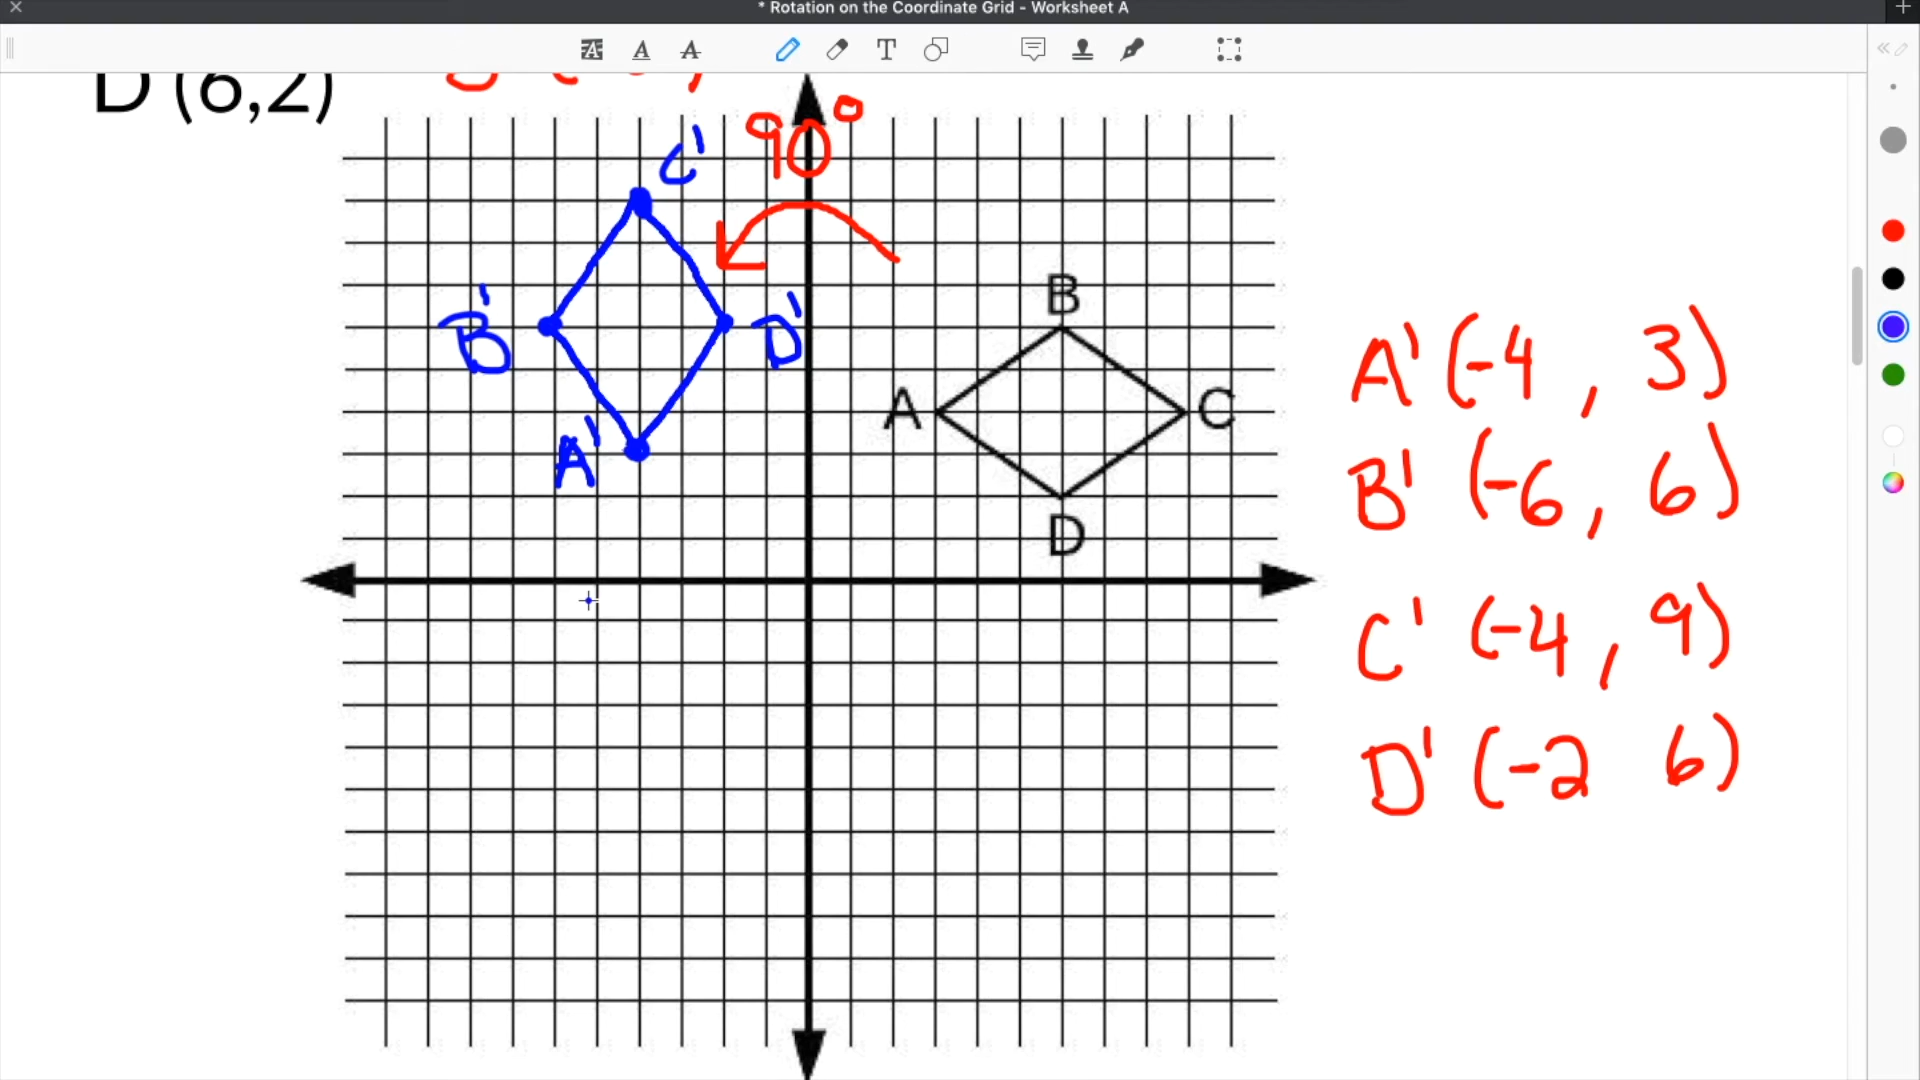 * Rotation on the Coordinate Grid - Worksheet A
A A A T
D (6,2)
90°
C'
B'
D'
A'
B
A
C
D
A' (-4 , 3)
B' (-6 , 6)
C' (-4 , 9)
D' (-2 6)